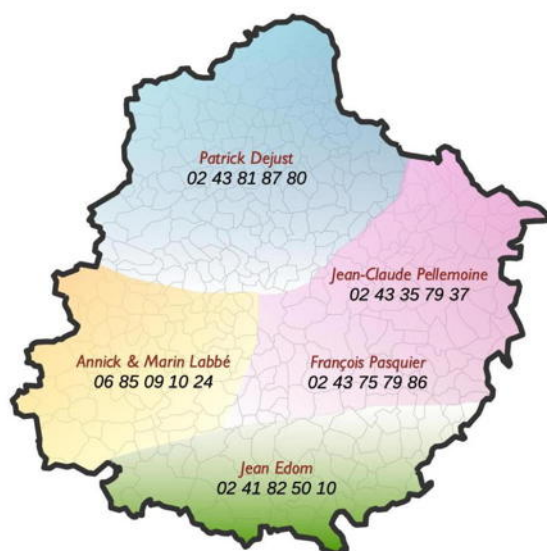 Patrick Dejust
02 43 81 87 80
Jean-Claude Pellemoine
02 43 35 79 37
Annick & Marin Labbé
06 85 09 10 24
François Pasquier
02 43 75 79 86
Jean Edom
02 41 82 50 10